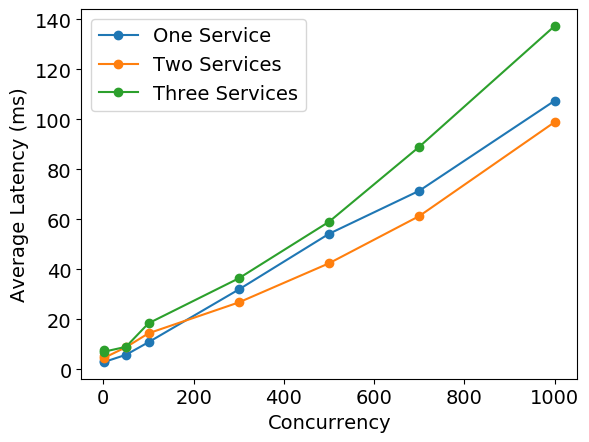 140
120
100
80
60
40
20
0
Average Latency (ms)
One Service
Two Services
Three Services
0 200 400 600 800 1000
Concurrency